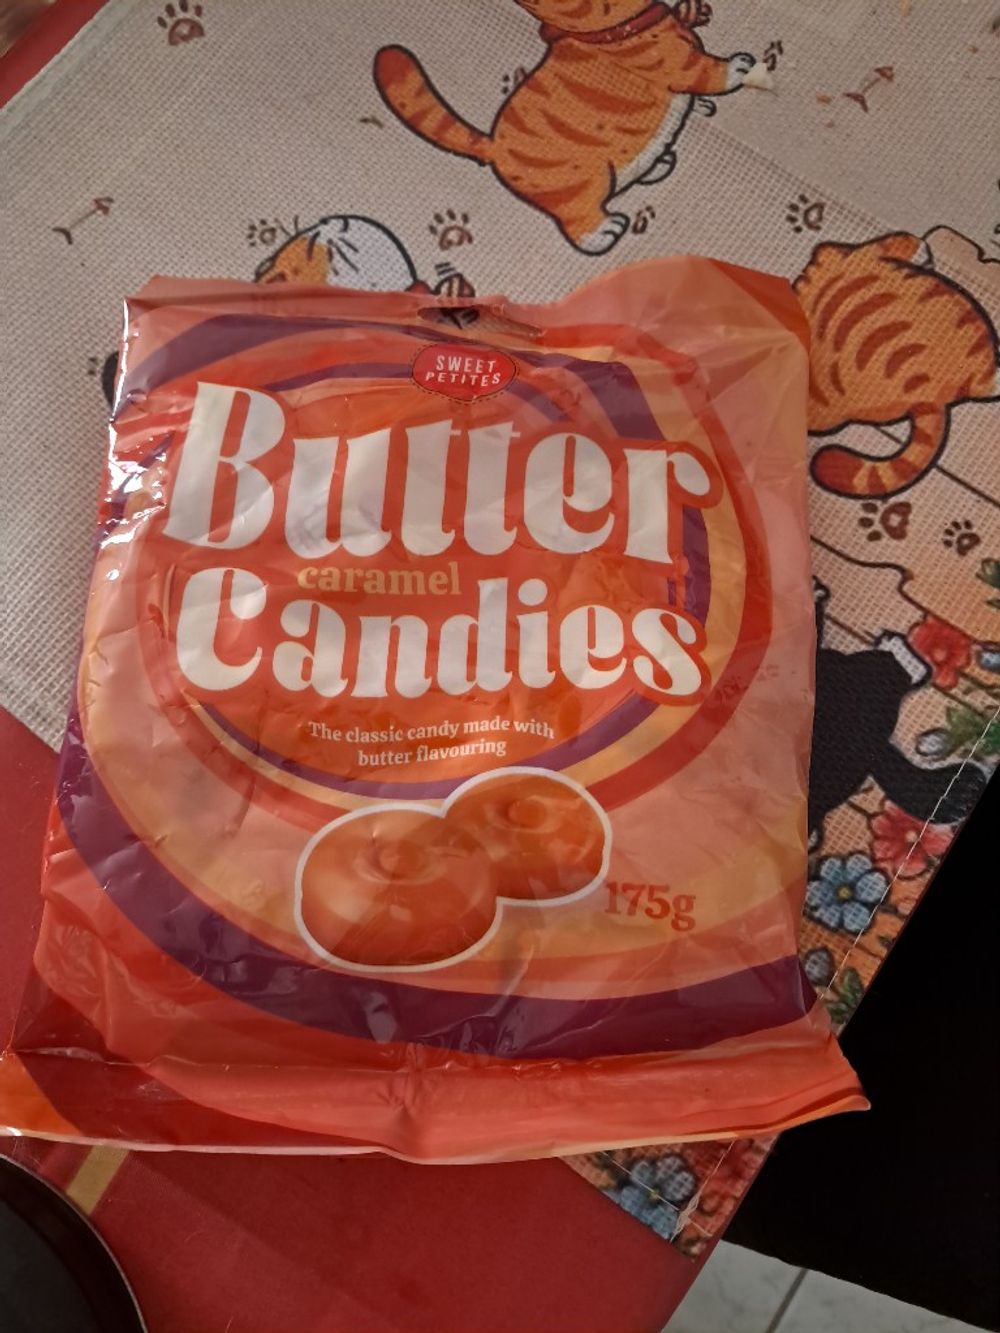 SWEET
PETITES
Butter
caramel
Candies
The classic candy made with
butter flavouring
175g